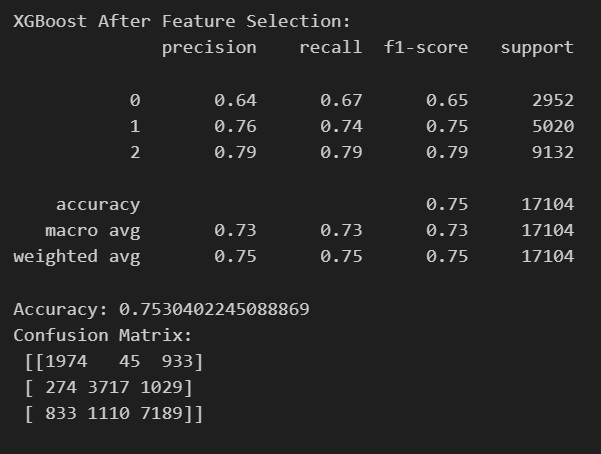 XGBoost After Feature Selection:
              precision    recall  f1-score   support

           0       0.64      0.67      0.65      2952
           1       0.76      0.74      0.75      5020
           2       0.79      0.79      0.79      9132

    accuracy                           0.75     17104
   macro avg       0.73      0.73      0.73     17104
weighted avg       0.75      0.75      0.75     17104

Accuracy: 0.7530402245088869
Confusion Matrix:
 [[1974   45  933]
 [ 274 3717 1029]
 [ 833 1110 7189]]